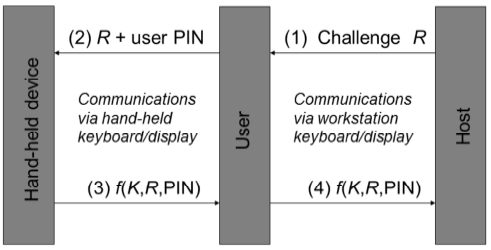 (2) R + user PIN
(1) Challenge R
Hand-held device
Communications
via hand-held
keyboard/display
User
Communications
via workstation
keyboard/display
Host
(3) f(K,R,PIN)
(4) f(K,R,PIN)